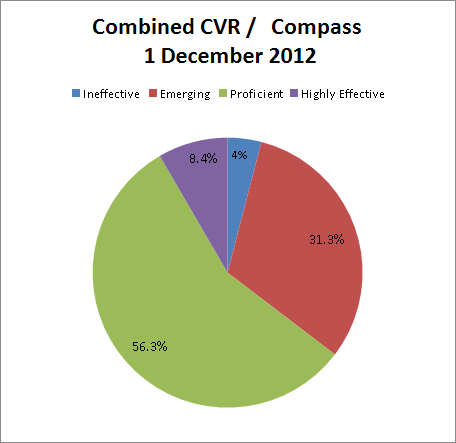 Combined CVR /   Compass
1 December 2012
Ineffective Emerging Proficient Highly Effective
8.4% 4%
31.3%
56.3%